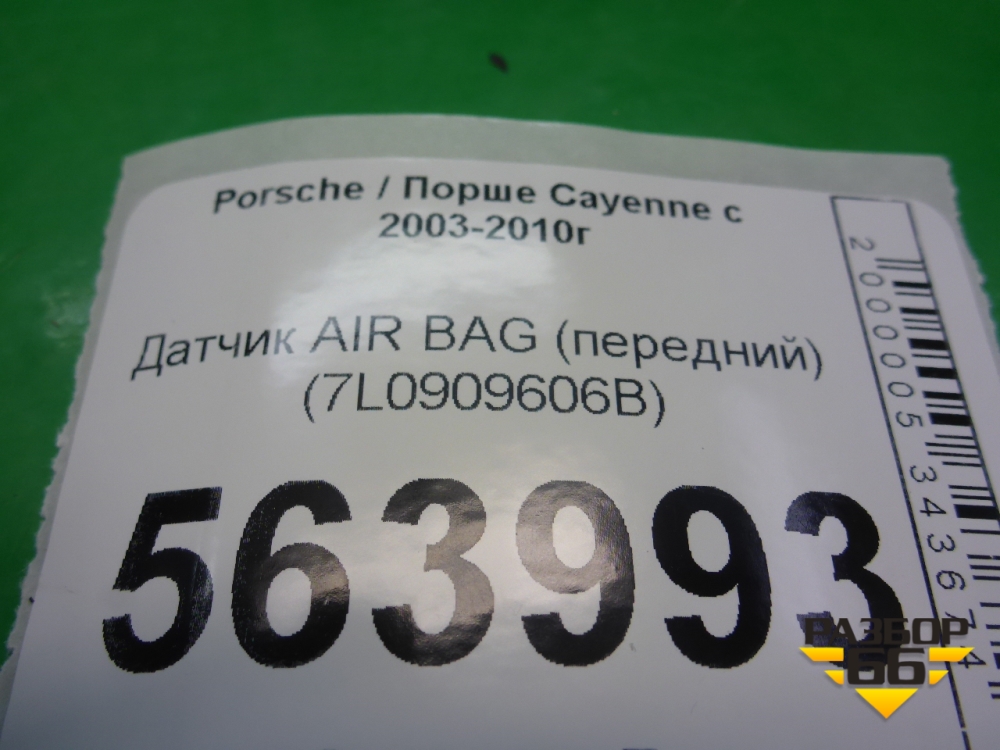 Porsche / Порше Cayenne с
2003-2010г
Датчик AIR BAG (передний)
(7L0909606B)
563993
2000005343674
РАЗБОР
66